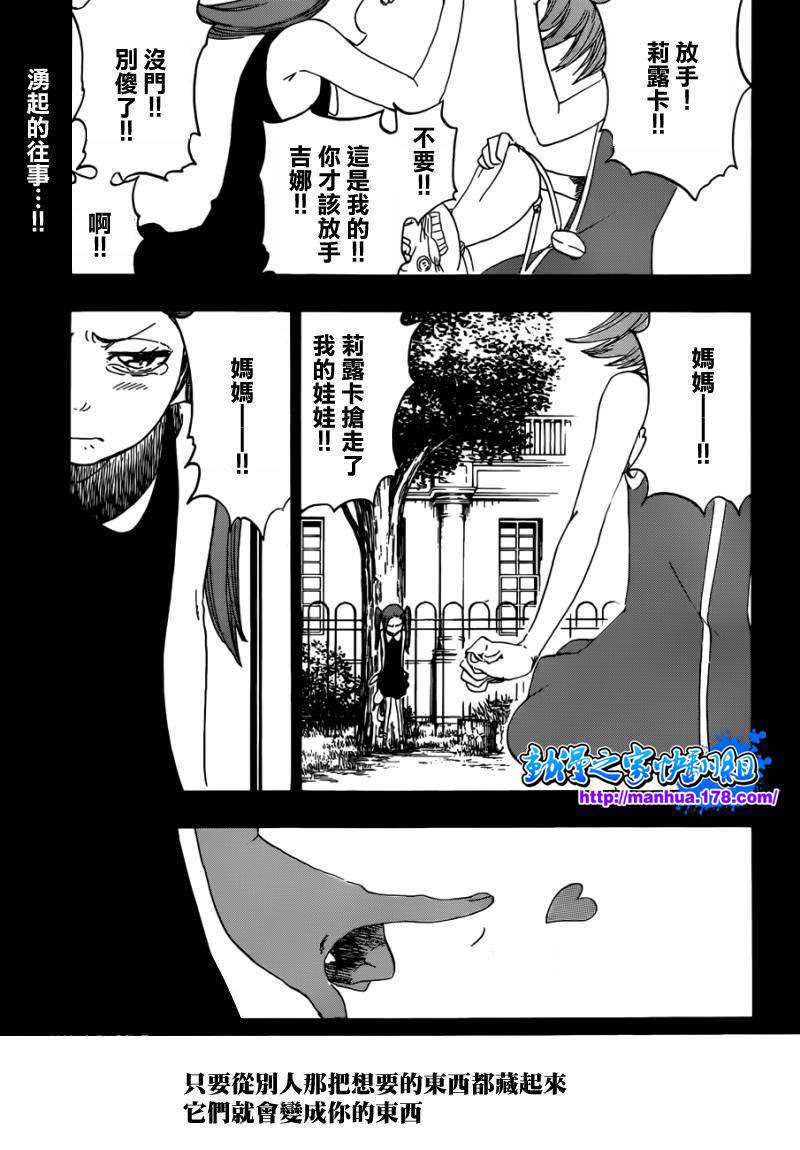 放手！
莉露卡!!
不要!!
這是我的!!
你才該放手
吉娜!!
沒門!!
別傻了!!
啊!!
湧起的往事…!!
媽媽——!!
莉露卡搶走了
我的娃娃!!
媽媽——!!
動漫之家快翻組
http://manhua.178.com/
只要從別人那把想要的東西都藏起來
它們就會變成你的東西